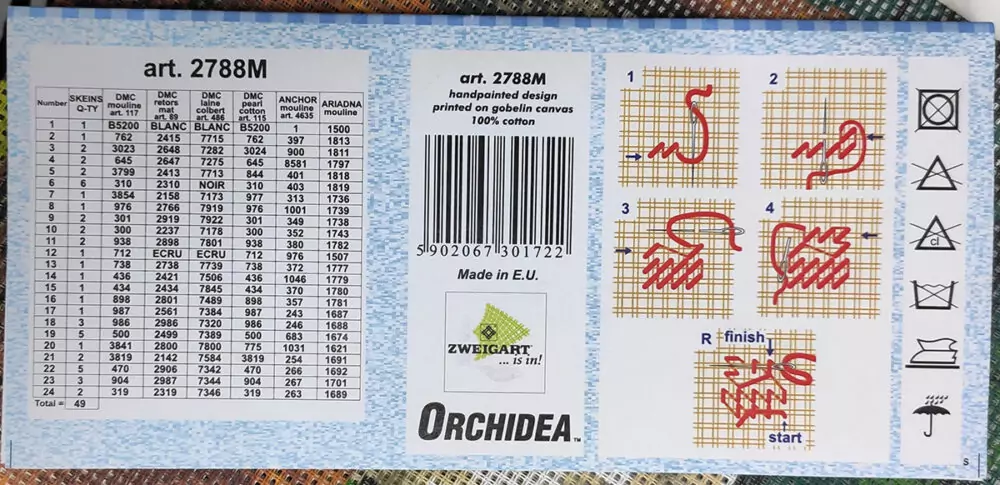 art. 2788M
Number SKEINS Q-TY DMC mouline art. 117 DMC retors mat art. 89 DMC laine colbert art. 486 DMC pearl cotton art. 115 ANCHOR mouline art. 4635 ARIADNA mouline
1 1 B5200 BLANC BLANC B5200 1 1500
2 1 762 2415 7715 762 397 1813
3 2 3023 2648 7282 3024 900 1811
4 2 645 2647 7275 645 8581 1797
5 2 3799 2413 7713 844 401 1818
6 6 310 2310 NOIR 310 403 1819
7 1 3854 2158 7173 977 313 1736
8 1 976 2766 7919 976 1001 1739
9 2 301 2919 7922 301 349 1738
10 2 300 2237 7178 300 352 1743
11 2 938 2898 7801 938 380 1782
12 1 712 ECRU ECRU 712 976 1507
13 1 738 2738 7739 738 372 1777
14 1 436 2421 7506 436 1046 1779
15 1 434 2434 7845 434 370 1780
16 1 898 2801 7489 898 357 1781
17 1 987 2561 7384 987 243 1687
18 3 986 2986 7320 986 246 1688
19 5 500 2499 7389 500 683 1674
20 1 3841 2800 7800 775 1031 1621
21 2 3819 2142 7584 3819 254 1691
22 5 470 2906 7342 470 266 1692
23 3 904 2987 7344 904 267 1701
24 2 319 2319 7346 319 263 1689
Total = 49
art. 2788M
handpainted design
printed on gobelin canvas
100% cotton
5 902067 301722
Made in E.U.
ZWEIGART
... is in!
ORCHIDEA™
1
2
3
4
R finish
start
cl
S